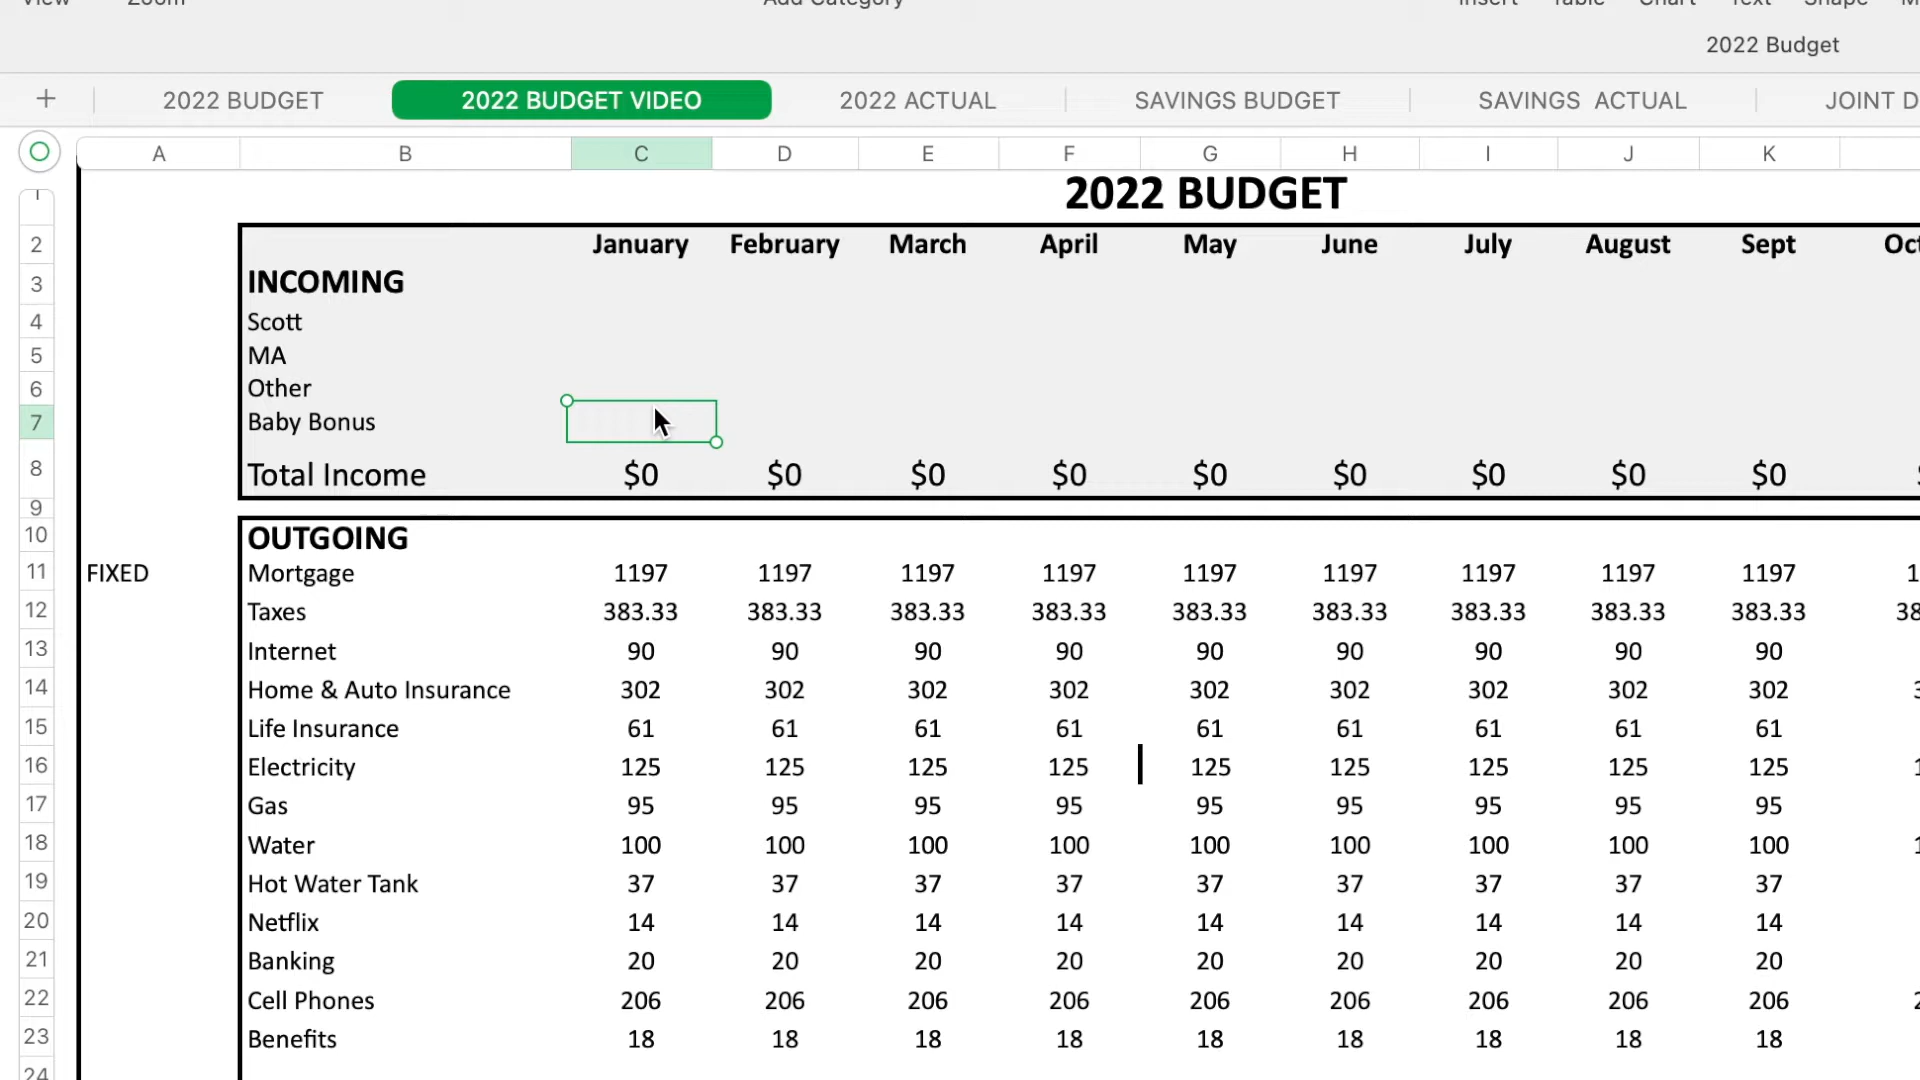 View Zoom Add Category Insert Table Chart Text Shape
2022 Budget
+ 2022 BUDGET 2022 BUDGET VIDEO 2022 ACTUAL SAVINGS BUDGET SAVINGS ACTUAL JOINT D
A B C D E F G H I J K
1 2022 BUDGET
2 January February March April May June July August Sept Oct
3 INCOMING
4 Scott
5 MA
6 Other
7 Baby Bonus
8 Total Income $0 $0 $0 $0 $0 $0 $0 $0 $0
9
10 OUTGOING
11 FIXED Mortgage 1197 1197 1197 1197 1197 1197 1197 1197 1197 1
12 Taxes 383.33 383.33 383.33 383.33 383.33 383.33 383.33 383.33 383.33 38
13 Internet 90 90 90 90 90 90 90 90 90
14 Home & Auto Insurance 302 302 302 302 302 302 302 302 302 3
15 Life Insurance 61 61 61 61 61 61 61 61 61
16 Electricity 125 125 125 125 125 125 125 125 125 1
17 Gas 95 95 95 95 95 95 95 95 95
18 Water 100 100 100 100 100 100 100 100 100 1
19 Hot Water Tank 37 37 37 37 37 37 37 37 37
20 Netflix 14 14 14 14 14 14 14 14 14
21 Banking 20 20 20 20 20 20 20 20 20
22 Cell Phones 206 206 206 206 206 206 206 206 206 2
23 Benefits 18 18 18 18 18 18 18 18 18
24